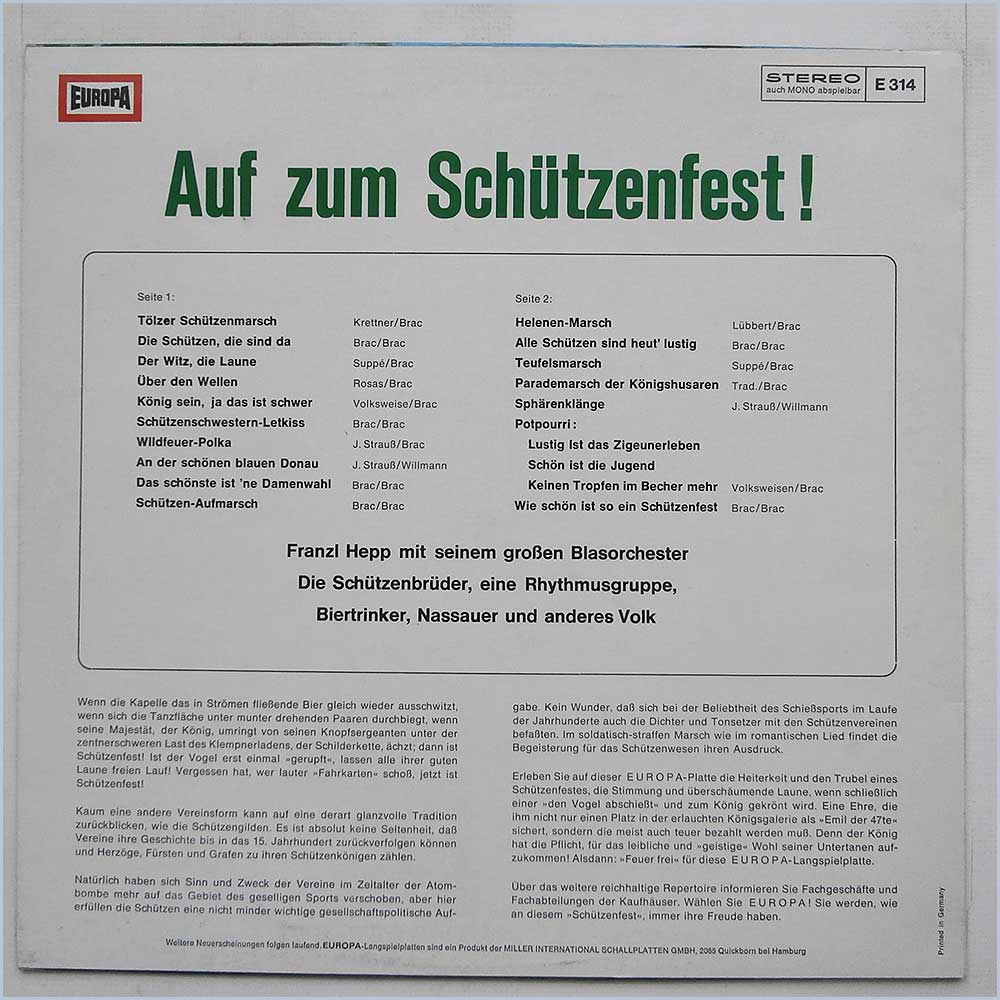 EUROPA
STEREO
auch MONO abspielbar
E 314
Auf zum Schützenfest!
Seite 1:
Tölzer Schützenmarsch Krettner/Brac
Die Schützen, die sind da Brac/Brac
Der Witz, die Laune Suppé/Brac
Über den Wellen Rosas/Brac
König sein, ja das ist schwer Volksweise/Brac
Schützenschwestern-Letkiss Brac/Brac
Wildfeuer-Polka J. Strauß/Brac
An der schönen blauen Donau J. Strauß/Willmann
Das schönste ist 'ne Damenwahl Brac/Brac
Schützen-Aufmarsch Brac/Brac
Seite 2:
Helenen-Marsch Lübbert/Brac
Alle Schützen sind heut' lustig Brac/Brac
Teufelsmarsch Suppé/Brac
Parademarsch der Königshusaren Trad./Brac
Sphärenklänge J. Strauß/Willmann
Potpourri:
Lustig ist das Zigeunerleben
Schön ist die Jugend
Keinen Tropfen im Becher mehr Volksweisen/Brac
Wie schön ist so ein Schützenfest Brac/Brac
Franzl Hepp mit seinem großen Blasorchester
Die Schützenbrüder, eine Rhythmusgruppe,
Biertrinker, Nassauer und anderes Volk
Wenn die Kapelle das in Strömen fließende Bier gleich wieder ausschwitzt,
wenn sich die Tanzfläche unter munter drehenden Paaren durchbiegt, wenn
seine Majestät, der König, umringt von seinen Knopfsergeanten unter der
zentnerschweren Last des Klempnerladens, der Schilderkette, ächzt; dann ist
Schützenfest! Ist der Vogel erst einmal »gerupft«, lassen alle ihrer guten
Laune freien Lauf! Vergessen hat, wer lauter »Fahrkarten« schoß, jetzt ist
Schützenfest!
Kaum eine andere Vereinsform kann auf eine derart glanzvolle Tradition
zurückblicken, wie die Schützengilden. Es ist absolut keine Seltenheit, daß
Vereine ihre Geschichte bis in das 15. Jahrhundert zurückverfolgen können
und Herzöge, Fürsten und Grafen zu ihren Schützenkönigen zählen.
Natürlich haben sich Sinn und Zweck der Vereine im Zeitalter der Atom-
bombe mehr auf das Gebiet des geselligen Sports verschoben, aber hier
erfüllen die Schützen eine nicht minder wichtige gesellschaftspolitische Auf-
gabe. Kein Wunder, daß sich bei der Beliebtheit des Schießsports im Laufe
der Jahrhunderte auch die Dichter und Tonsetzer mit den Schützenvereinen
befaßten. Im soldatisch-straffen Marsch wie im romantischen Lied findet die
Begeisterung für das Schützenwesen ihren Ausdruck.
Erleben Sie auf dieser EUROPA-Platte die Heiterkeit und den Trubel eines
Schützenfestes, die Stimmung und überschäumende Laune, wenn schließlich
einer »den Vogel abschießt« und zum König gekrönt wird. Eine Ehre, die
ihm nicht nur einen Platz in der erlauchten Königsgalerie als »Emil der 47te«
sichert, sondern die meist auch teuer bezahlt werden muß. Denn der König
hat die Pflicht, für das leibliche und »geistige« Wohl seiner Untertanen auf-
zukommen! Alsdann: »Feuer frei« für diese EUROPA-Langspielplatte.
Über das weitere reichhaltige Repertoire informieren Sie Fachgeschäfte und
Fachabteilungen der Kaufhäuser. Wählen Sie EUROPA! Sie werden, wie
an diesem »Schützenfest«, immer ihre Freude haben.
Printed in Germany
Weitere Neuerscheinungen folgen laufend. EUROPA-Langspielplatten sind ein Produkt der MILLER INTERNATIONAL SCHALLPLATTEN GMBH, 2085 Quickborn bei Hamburg